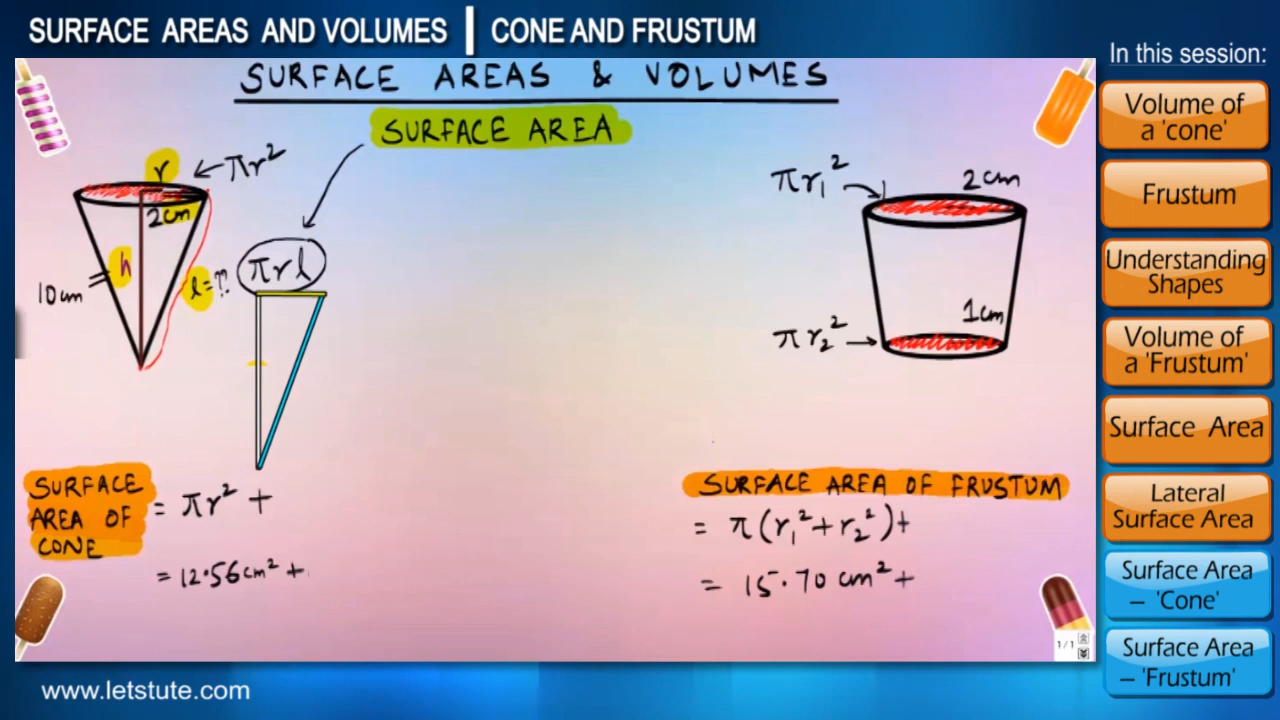 SURFACE AREAS AND VOLUMES | CONE AND FRUSTUM
In this session:
Volume of
a 'cone'
Frustum
Understanding
Shapes
Volume of
a 'Frustum'
Surface Area
Lateral
Surface Area
Surface Area
– 'Cone'
Surface Area
– 'Frustum'
SURFACE AREAS & VOLUMES
SURFACE AREA
r
πr²
2cm
h
10cm
l=??
πrl
πr₁²
2cm
1cm
πr₂²
SURFACE
AREA OF
CONE
= πr² +
= 12.56cm² +
SURFACE AREA OF FRUSTUM
= π(r₁²+r₂²)+
= 15.70 cm² +
1/1
www.letstute.com